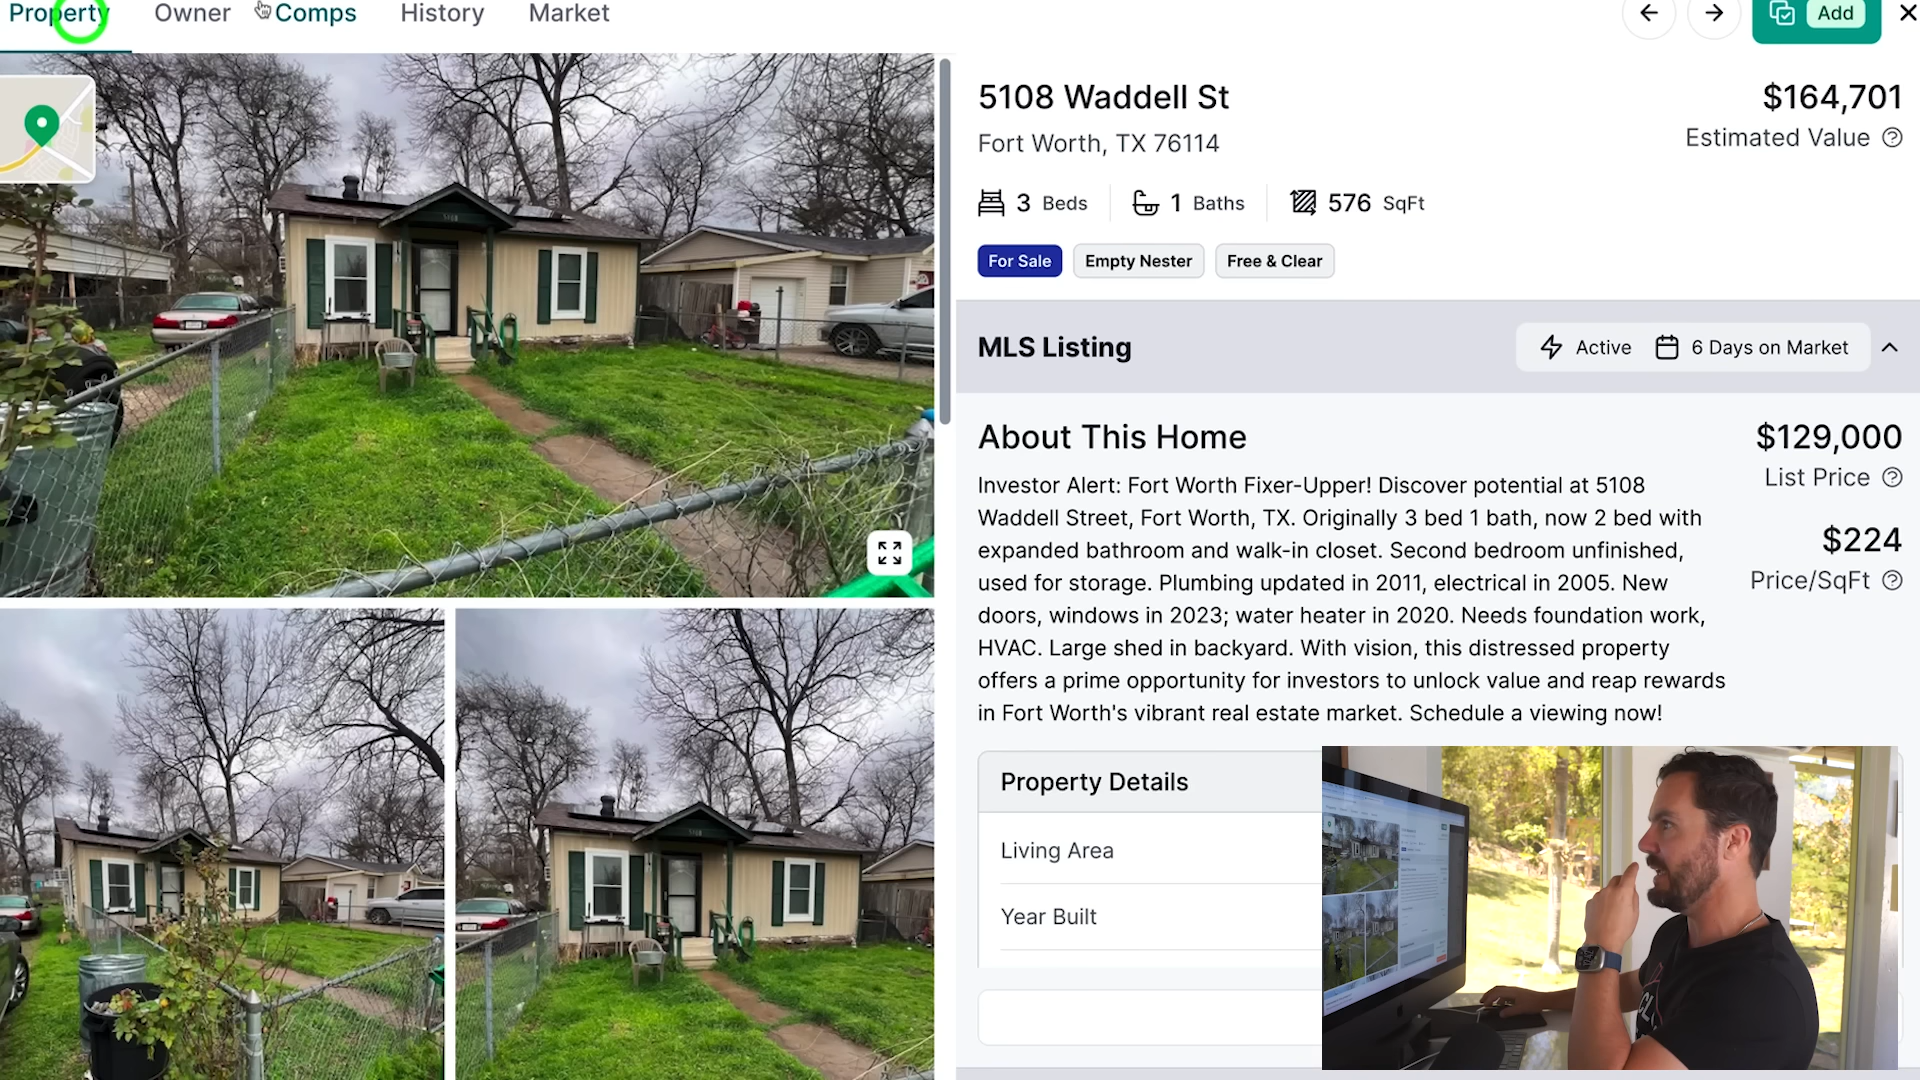 Property
Owner
Comps
History
Market
Add
5108 Waddell St
$164,701
Fort Worth, TX 76114
Estimated Value
3 Beds
1 Baths
576 SqFt
For Sale
Empty Nester
Free & Clear
MLS Listing
Active
6 Days on Market
About This Home
$129,000
List Price
$224
Price/SqFt
Investor Alert: Fort Worth Fixer-Upper! Discover potential at 5108
Waddell Street, Fort Worth, TX. Originally 3 bed 1 bath, now 2 bed with
expanded bathroom and walk-in closet. Second bedroom unfinished,
used for storage. Plumbing updated in 2011, electrical in 2005. New
doors, windows in 2023; water heater in 2020. Needs foundation work,
HVAC. Large shed in backyard. With vision, this distressed property
offers a prime opportunity for investors to unlock value and reap rewards
in Fort Worth's vibrant real estate market. Schedule a viewing now!
Property Details
Living Area
Year Built